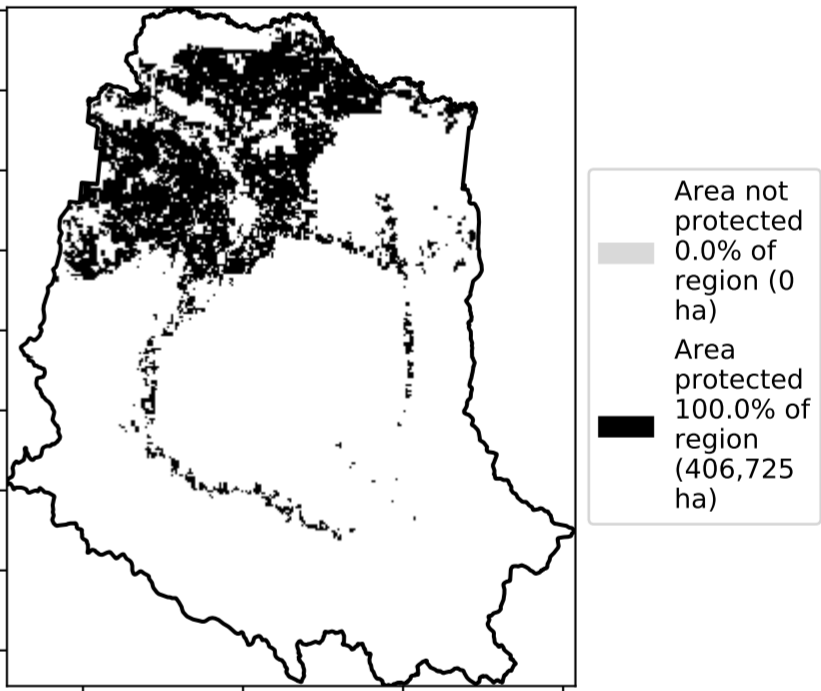 Area not
protected
0.0% of
region (0
ha)
Area
protected
100.0% of
region
(406,725
ha)